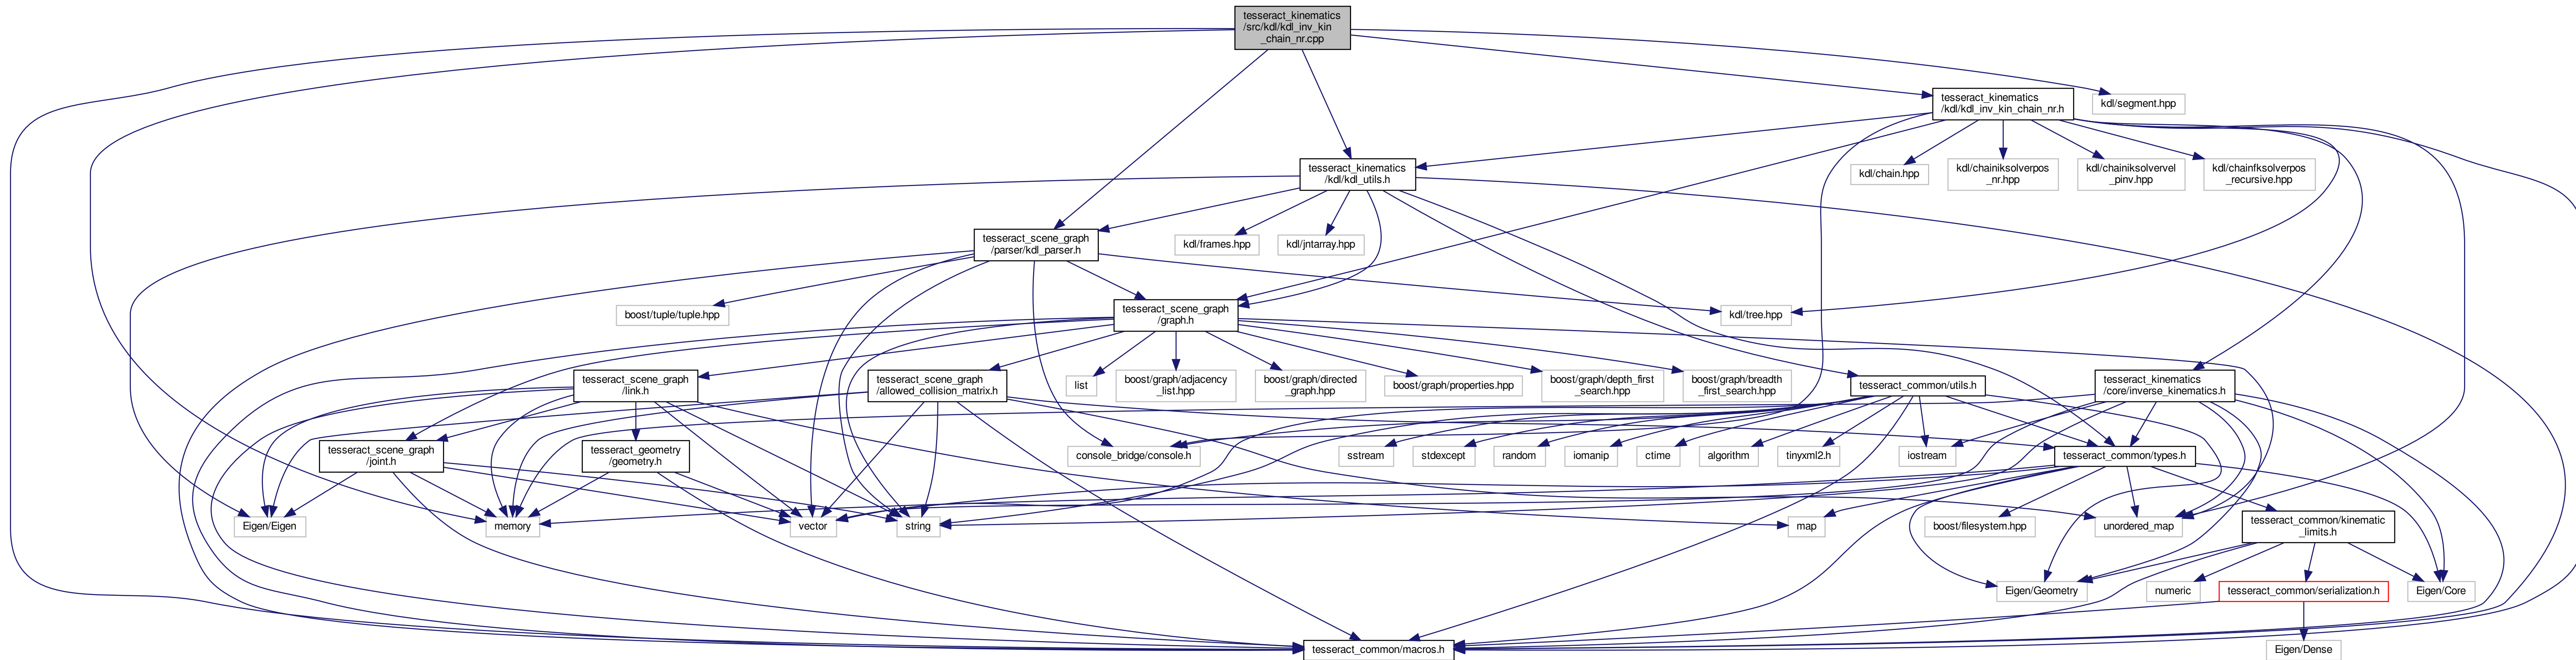 tesseract_kinematics
/src/kdl/kdl_inv_kin
_chain_nr.cpp
tesseract_kinematics
/kdl/kdl_inv_kin_chain_nr.h
kdl/segment.hpp
tesseract_kinematics
/kdl/kdl_utils.h
kdl/chain.hpp
kdl/chainiksolverpos
_nr.hpp
kdl/chainiksolvervel
_pinv.hpp
kdl/chainfksolverpos
_recursive.hpp
tesseract_scene_graph
/parser/kdl_parser.h
kdl/frames.hpp
kdl/jntarray.hpp
boost/tuple/tuple.hpp
tesseract_scene_graph
/graph.h
kdl/tree.hpp
tesseract_scene_graph
/link.h
tesseract_scene_graph
/allowed_collision_matrix.h
list
boost/graph/adjacency
_list.hpp
boost/graph/directed
_graph.hpp
boost/graph/properties.hpp
boost/graph/depth_first
_search.hpp
boost/graph/breadth
_first_search.hpp
tesseract_common/utils.h
tesseract_kinematics
/core/inverse_kinematics.h
tesseract_scene_graph
/joint.h
tesseract_geometry
/geometry.h
console_bridge/console.h
sstream
stdexcept
random
iomanip
ctime
algorithm
tinyxml2.h
iostream
tesseract_common/types.h
Eigen/Eigen
memory
vector
string
map
boost/filesystem.hpp
unordered_map
tesseract_common/kinematic
_limits.h
Eigen/Geometry
numeric
tesseract_common/serialization.h
Eigen/Core
tesseract_common/macros.h
Eigen/Dense